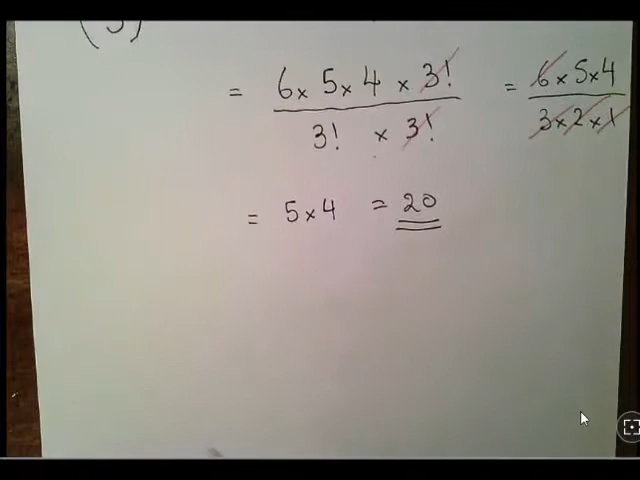 = 6 x 5 x 4 x 3! / 3! x 3! = 6 x 5 x 4 / 3 x 2 x 1
= 5 x 4 = 20